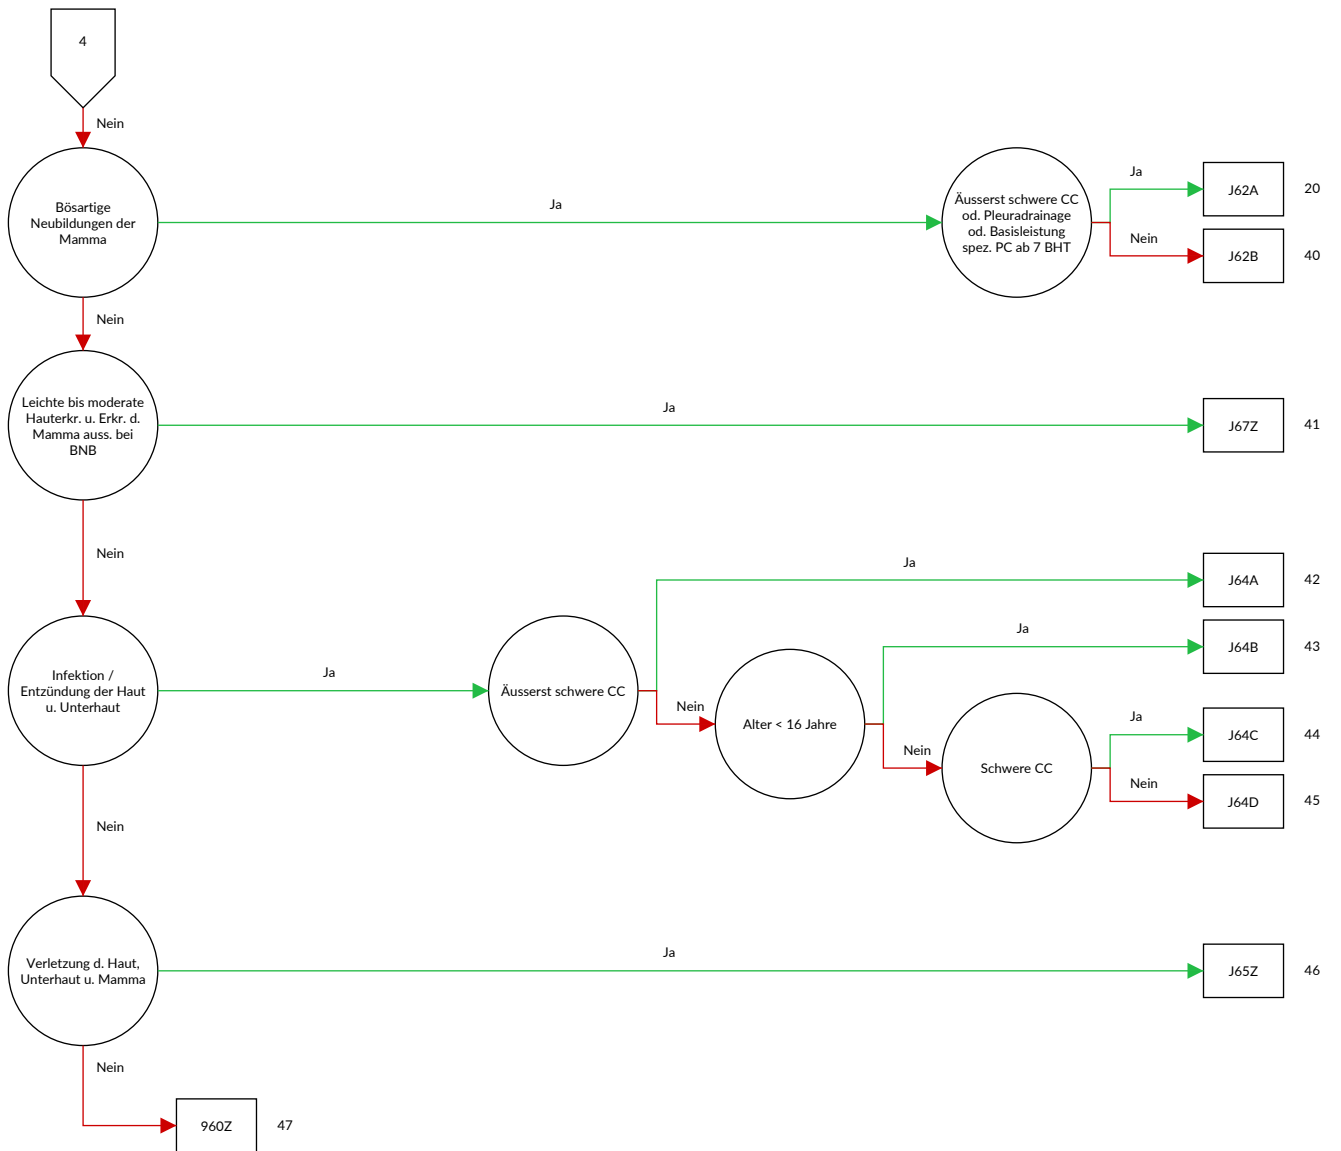 4
Nein
Bösartige
Neubildungen der
Mamma
Ja
Äusserst schwere CC
od. Pleuradrainage
od. Basisleistung
spez. PC ab 7 BHT
Ja
J62A
20
Nein
J62B
40
Nein
Leichte bis moderate
Hauterkr. u. Erkr. d.
Mamma auss. bei
BNB
Ja
J67Z
41
Nein
Infektion /
Entzündung der Haut
u. Unterhaut
Ja
Äusserst schwere CC
Ja
J64A
42
Nein
Alter < 16 Jahre
Ja
J64B
43
Nein
Schwere CC
Ja
J64C
44
Nein
J64D
45
Nein
Verletzung d. Haut,
Unterhaut u. Mamma
Ja
J65Z
46
Nein
960Z
47